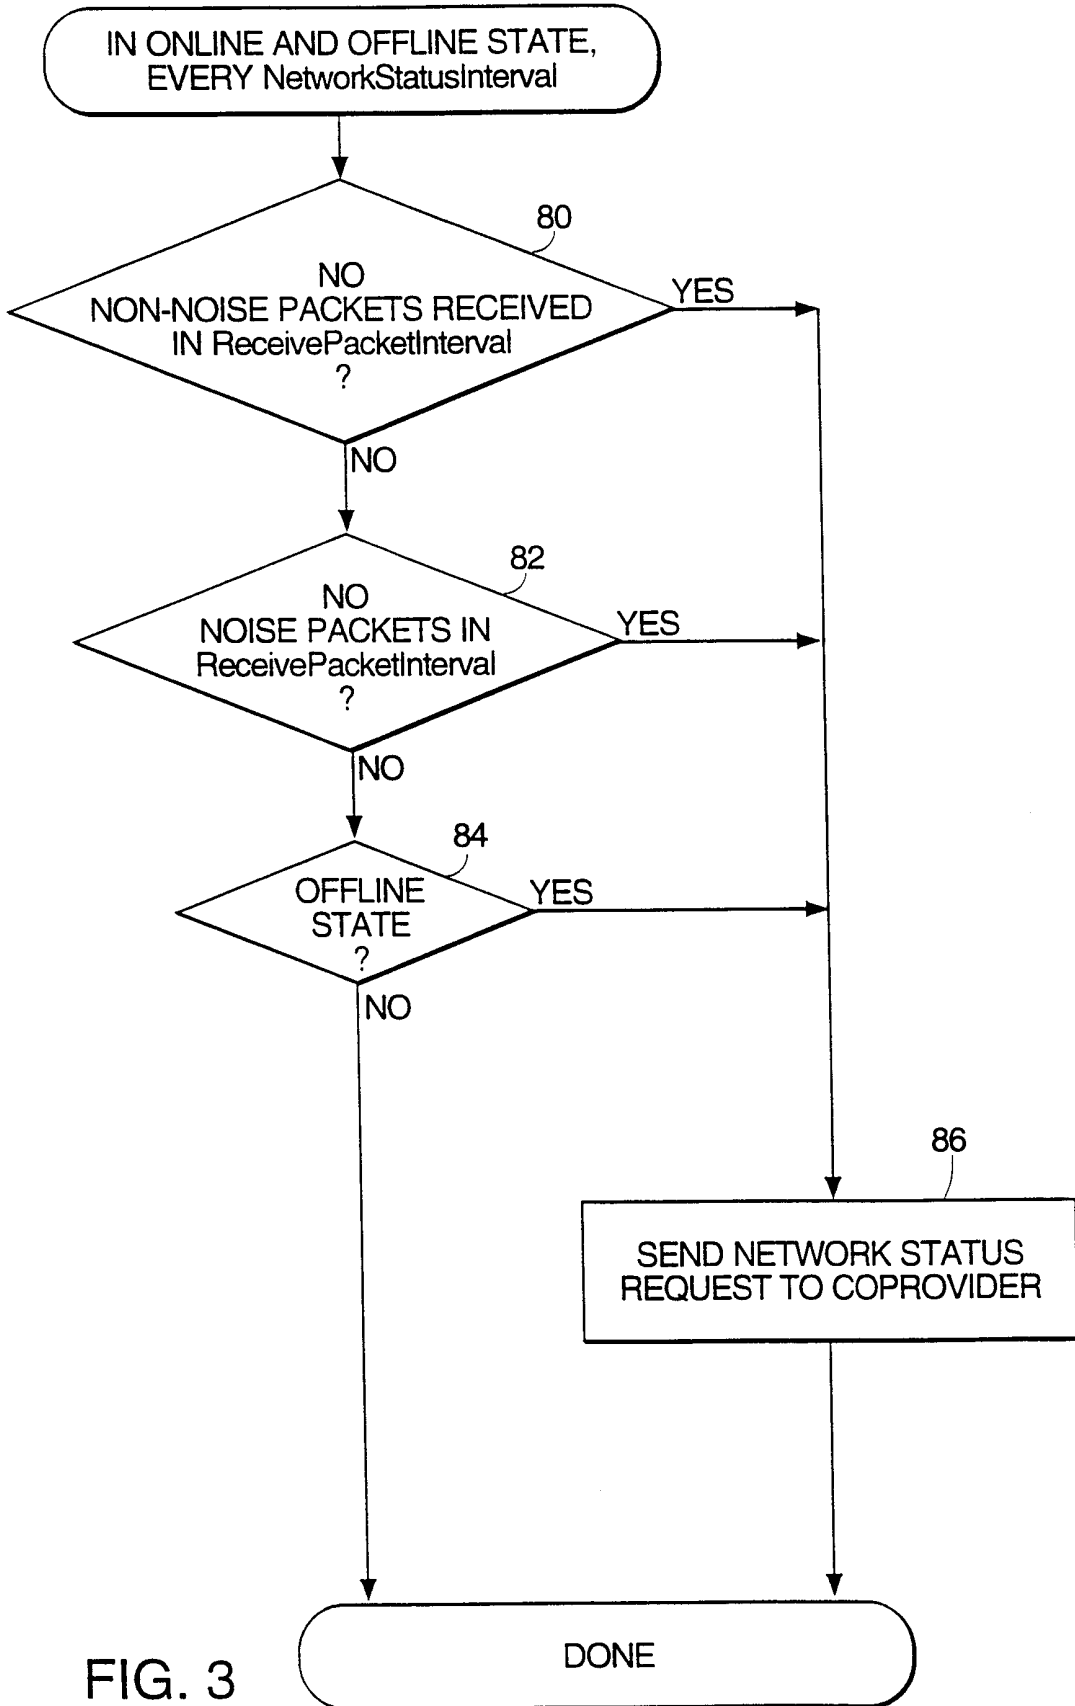 IN ONLINE AND OFFLINE STATE,
EVERY NetworkStatusInterval
80
NO
NON-NOISE PACKETS RECEIVED
IN ReceivePacketInterval
?
YES
NO
82
NO
NOISE PACKETS IN
ReceivePacketInterval
?
YES
NO
84
OFFLINE
STATE
?
YES
NO
86
SEND NETWORK STATUS
REQUEST TO COPROVIDER
DONE
FIG. 3